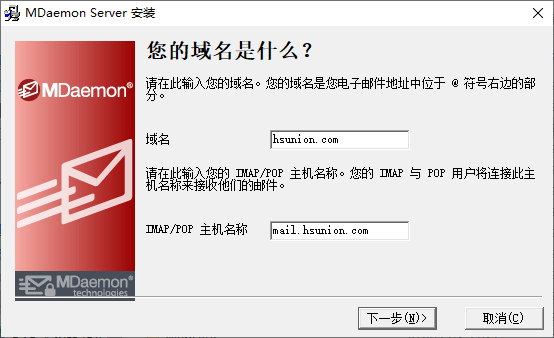 MDaemon Server 安装
您的域名是什么？
请在此输入您的域名。您的域名是您电子邮件地址中位于 @ 符号右边的部
分。
MDaemon®
域名
hsunion.com
请在此输入您的 IMAP/POP 主机名称。您的 IMAP 与 POP 用户将连接此主
机名称来接收他们的邮件。
IMAP/POP 主机名称
mail.hsunion.com
MDaemon®
technologies
下一步(N)>
取消(C)